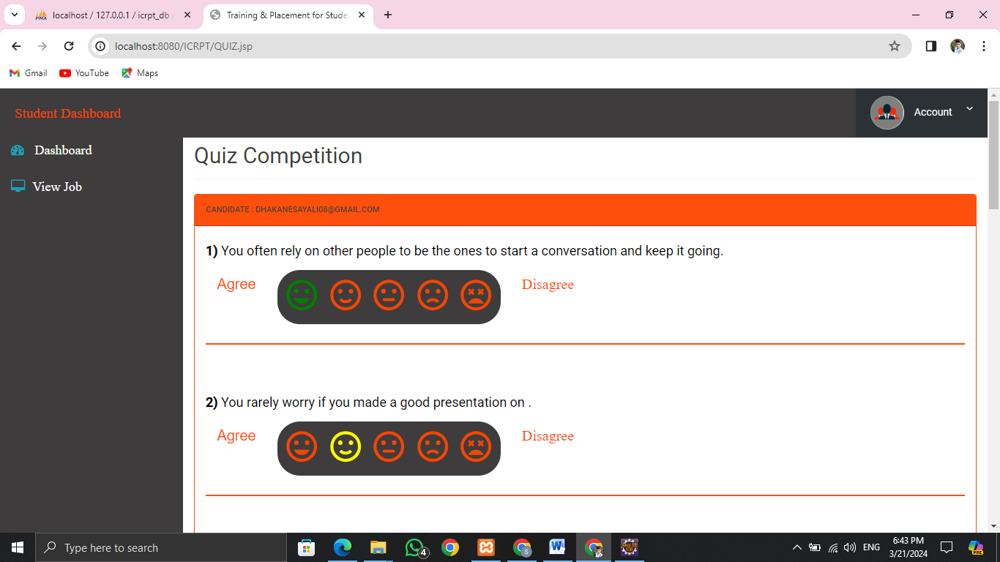 localhost / 127.0.0.1 / icrpt_db /
Training & Placement for Stude
localhost:8080/ICRPT/QUIZ.jsp
Gmail YouTube Maps
Student Dashboard
Account
Dashboard
View Job
Quiz Competition
CANDIDATE : DHAKANESAYALI08@GMAIL.COM
1) You often rely on other people to be the ones to start a conversation and keep it going.
Agree Disagree
2) You rarely worry if you made a good presentation on .
Agree Disagree
Type here to search
4
S
W
ENG
6:43 PM
3/21/2024
PRE